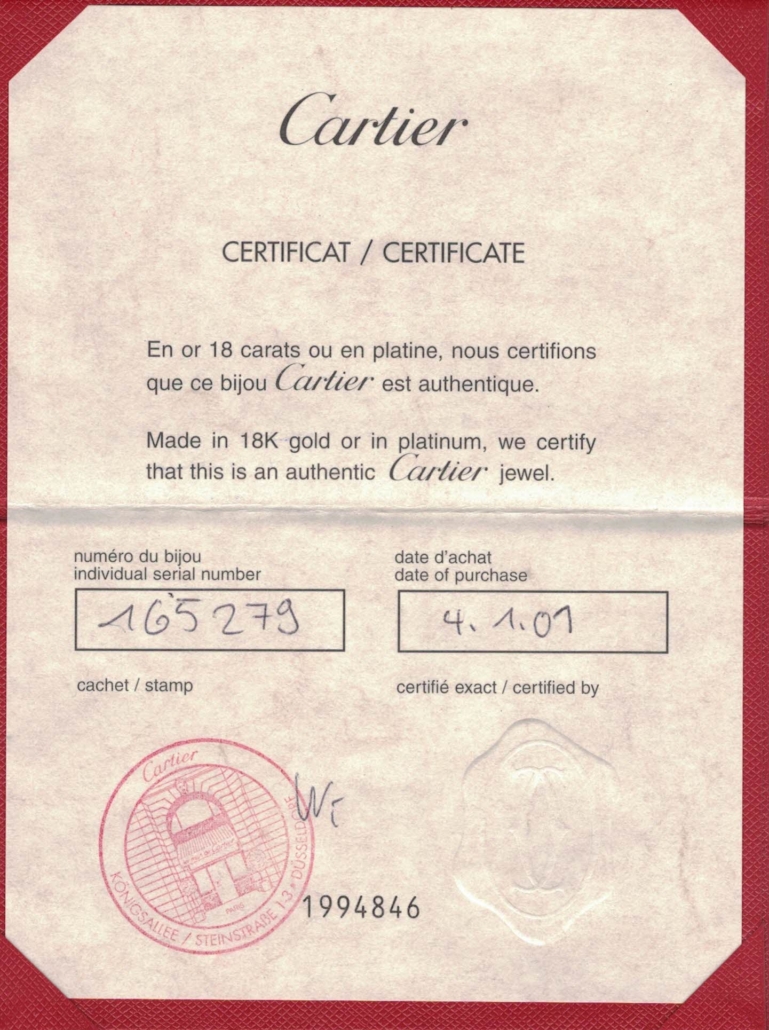 Cartier
CERTIFICAT / CERTIFICATE
En or 18 carats ou en platine, nous certifions
que ce bijou Cartier est authentique.
Made in 18K gold or in platinum, we certify
that this is an authentic Cartier jewel.
numéro du bijou
individual serial number
165279
date d'achat
date of purchase
4. 1. 01
cachet / stamp
certifié exact / certified by
Cartier
KÖNIGSALLEE / STEINSTRAßE 1-3 • DÜSSELDORF
PARIS
1994846